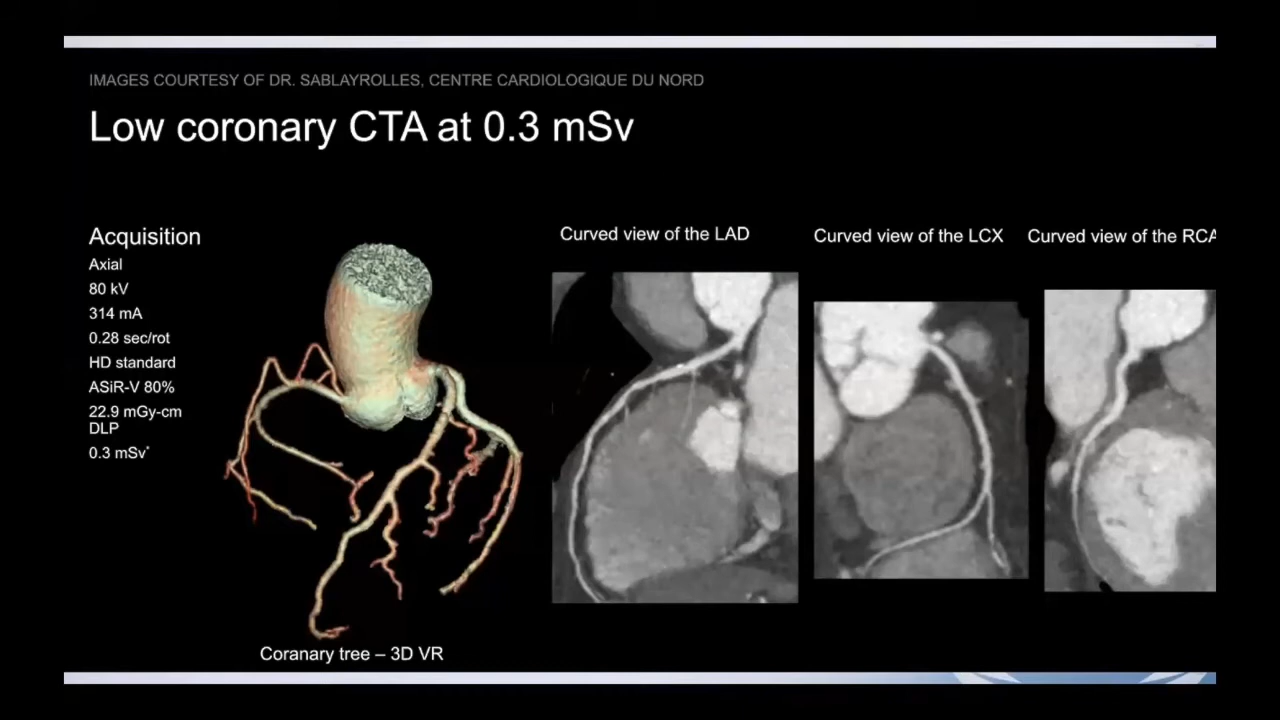 IMAGES COURTESY OF DR. SABLAYROLLES, CENTRE CARDIOLOGIQUE DU NORD
Low coronary CTA at 0.3 mSv
Acquisition
Axial
80 kV
314 mA
0.28 sec/rot
HD standard
ASiR-V 80%
22.9 mGy-cm
DLP
0.3 mSv*
Coranary tree – 3D VR
Curved view of the LAD
Curved view of the LCX
Curved view of the RCA